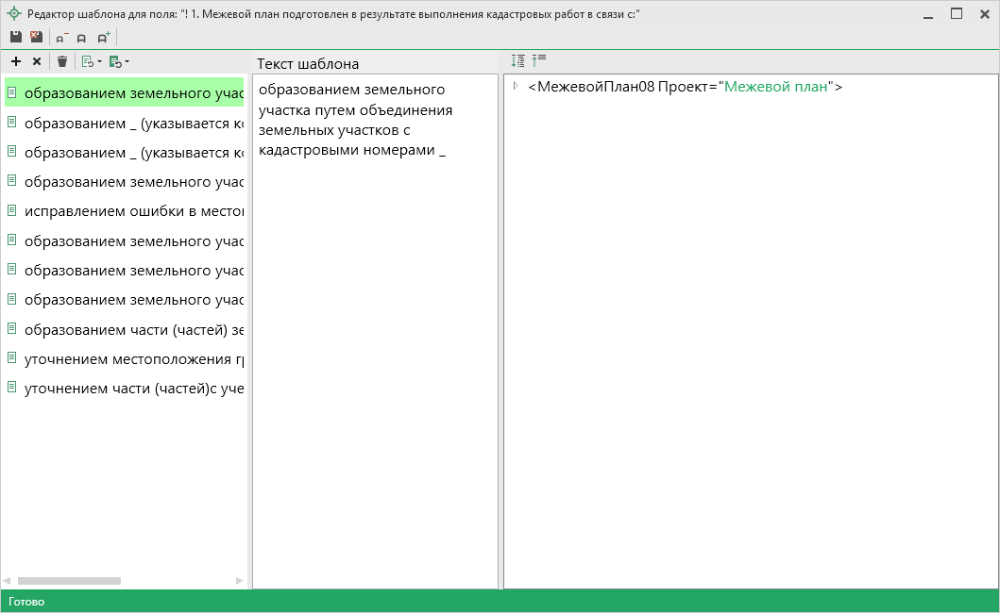 Редактор шаблона для поля: "! 1. Межевой план подготовлен в результате выполнения кадастровых работ в связи с:"
Текст шаблона
образованием земельного учас
образованием _ (указывается кс
образованием _ (указывается кс
образованием земельного учас
исправлением ошибки в местог
образованием земельного учас
образованием земельного учас
образованием земельного учас
образованием части (частей) зе
уточнением местоположения гр
уточнением части (частей)с уче
образованием земельного
участка путем объединения
земельных участков с
кадастровыми номерами _
<МежевойПлан08 Проект="Межевой план">
Готово